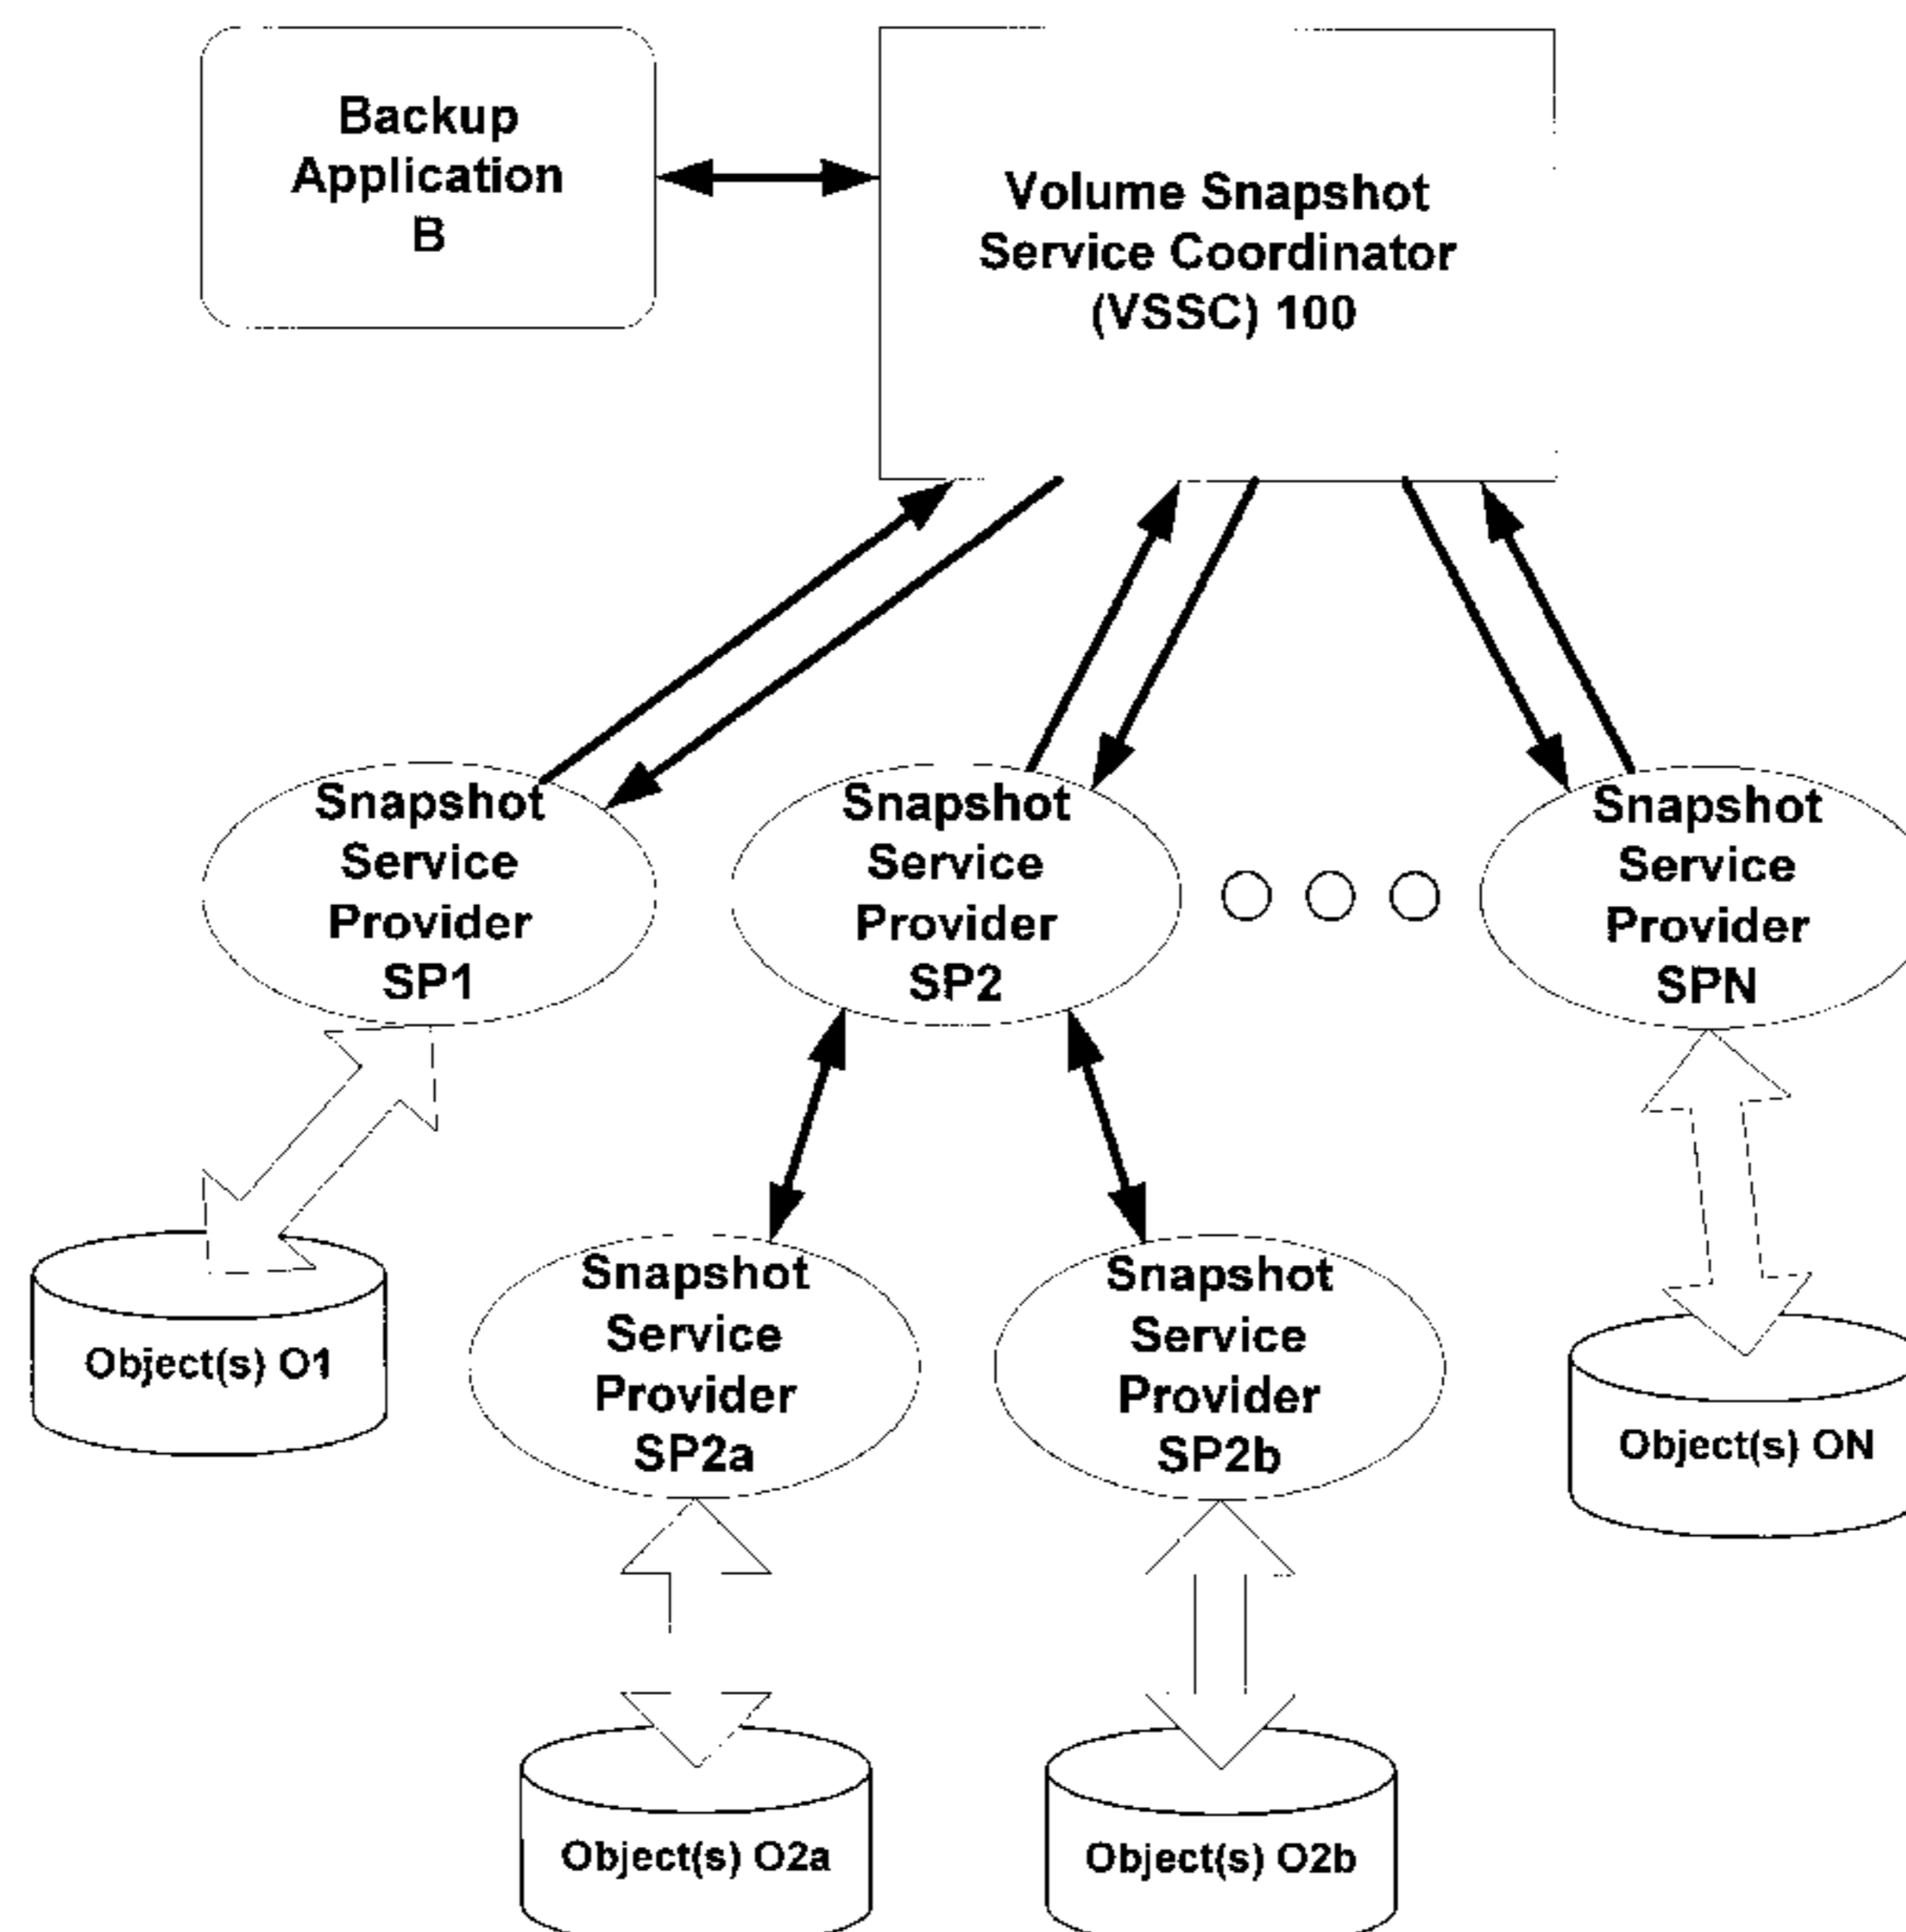 Backup
Application
B
Volume Snapshot
Service Coordinator
(VSSC) 100
Snapshot
Service
Provider
SP1
Snapshot
Service
Provider
SP2
Snapshot
Service
Provider
SPN
Object(s) O1
Snapshot
Service
Provider
SP2a
Snapshot
Service
Provider
SP2b
Object(s) ON
Object(s) O2a
Object(s) O2b